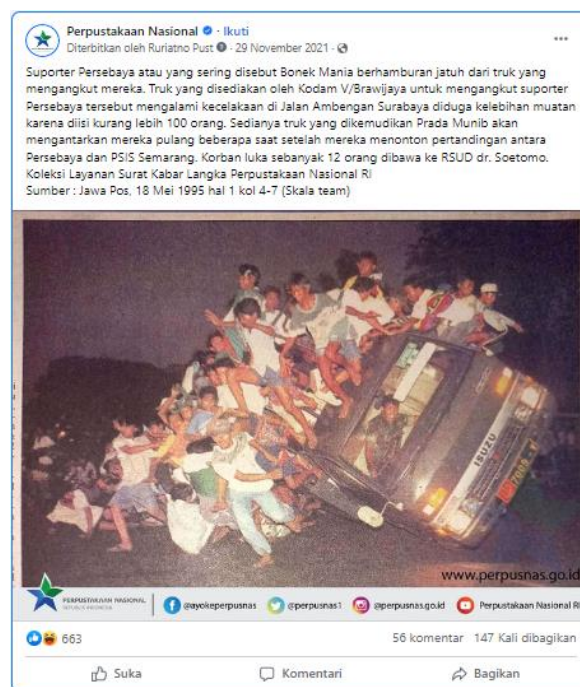 Perpustakaan Nasional · Ikuti
Diterbitkan oleh Ruriatno Pust · 29 November 2021 ·
Suporter Persebaya atau yang sering disebut Bonek Mania berhamburan jatuh dari truk yang
mengangkut mereka. Truk yang disediakan oleh Kodam V/Brawijaya untuk mengangkut suporter
Persebaya tersebut mengalami kecelakaan di Jalan Ambengan Surabaya diduga kelebihan muatan
karena diisi kurang lebih 100 orang. Sedianya truk yang dikemudikan Prada Munib akan
mengantarkan mereka pulang beberapa saat setelah mereka menonton pertandingan antara
Persebaya dan PSIS Semarang. Korban luka sebanyak 12 orang dibawa ke RSUD dr. Soetomo.
Koleksi Layanan Surat Kabar Langka Perpustakaan Nasional RI
Sumber : Jawa Pos, 18 Mei 1995 hal 1 kol 4-7 (Skala team)
ISUZU
www.perpusnas.go.id
PERPUSTAKAAN NASIONAL
REPUBLIK INDONESIA
@ayokeperpusnas @perpusnas1 @perpusnas.go.id Perpustakaan Nasional RI
663 56 komentar 147 Kali dibagikan
Suka Komentari Bagikan